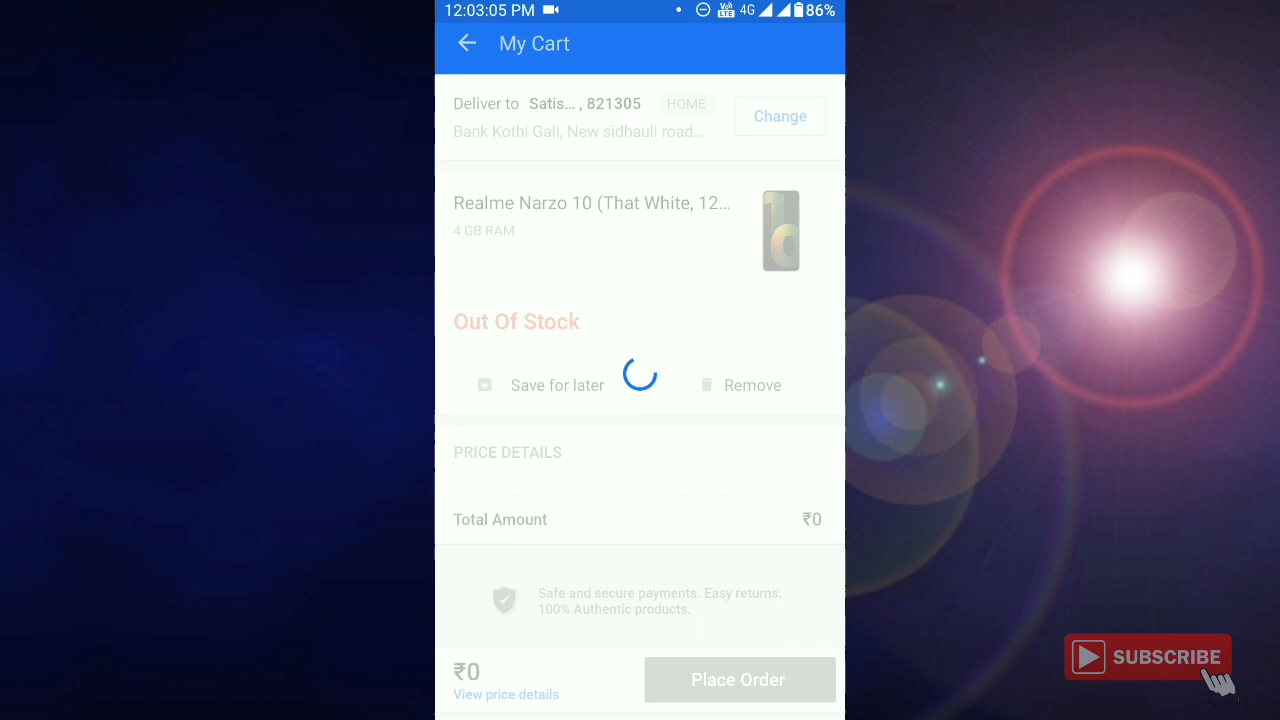 12:03:05 PM VoLTE 4G 86%
My Cart
Deliver to Satis... , 821305 HOME
Change
Bank Kothi Gali, New sidhauli road...
Realme Narzo 10 (That White, 12...
4 GB RAM
Out Of Stock
Save for later Remove
PRICE DETAILS
Total Amount ₹0
Safe and secure payments. Easy returns.
100% Authentic products.
₹0
View price details
Place Order
SUBSCRIBE